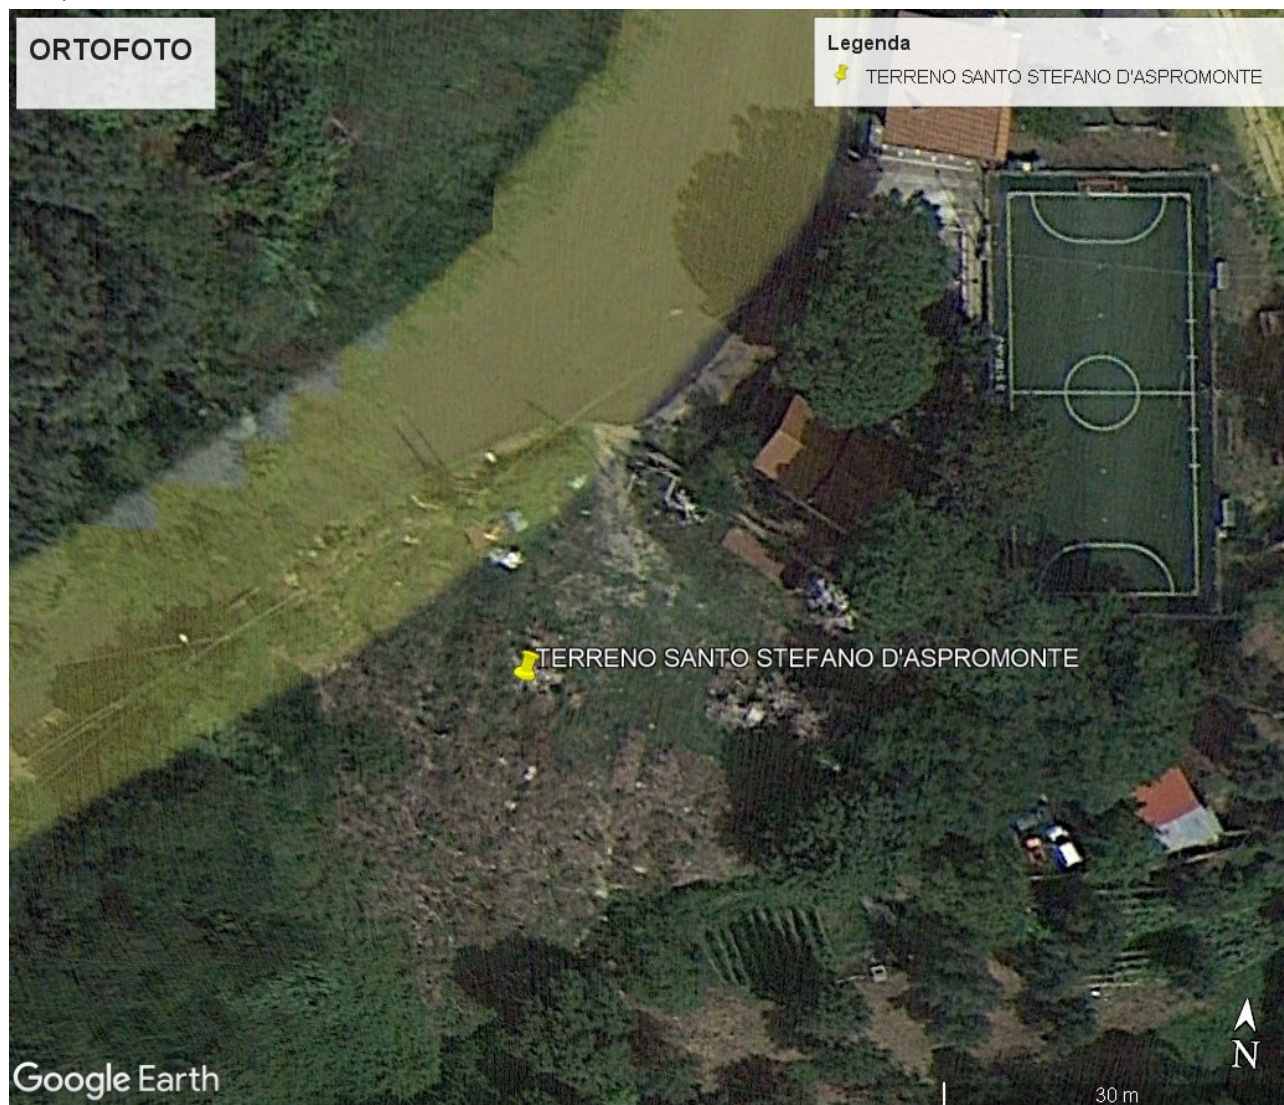 ORTOFOTO
Legenda
TERRENO SANTO STEFANO D'ASPROMONTE
TERRENO SANTO STEFANO D'ASPROMONTE
N
Google Earth
30 m